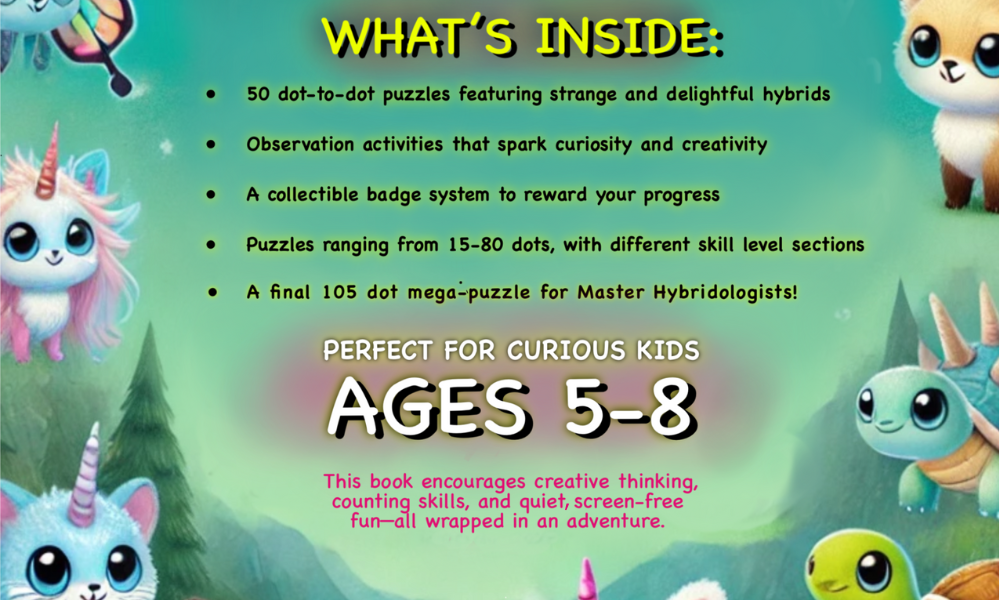 WHAT'S INSIDE:
• 50 dot-to-dot puzzles featuring strange and delightful hybrids
• Observation activities that spark curiosity and creativity
• A collectible badge system to reward your progress
• Puzzles ranging from 15-80 dots, with different skill level sections
• A final 105 dot mega-puzzle for Master Hybridologists!
PERFECT FOR CURIOUS KIDS
AGES 5-8
This book encourages creative thinking,
counting skills, and quiet, screen-free
fun—all wrapped in an adventure.